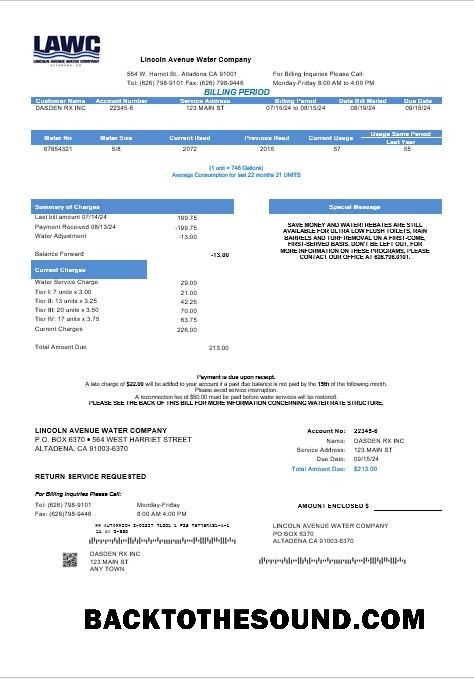 LAWC
LINCOLN AVENUE WATER COMPANY
Lincoln Avenue Water Company
564 W. Harriet St.. Altadona CA 91001
Tol: (626) 798-9101 Fax: (626) 798-9446
For Billing Inquiries Please Call:
Monday-Friday 8:00 AM to 4:00 PM
BILLING PERIOD
Customer Name Account Number Service Address Billing Period Date Bill Mailed Due Date
DASDEN RX INC 22345-6 123 MAIN ST 07/15/24 to 08/15/24 08/19/24 09/15/24
Meter No Meter Size Current Read Previous Read Current Usage Usage Same Period Last Year
87654321 5/8 2072 2015 57 55
(1 unit = 748 Gallons)
Average Consumption for last 22 months 21 UNITS
Summary of Charges
Last bill amount 07/14/24 199.75
Payment Received 08/13/24 -199.75
Water Adjustment -13.00
Balance Forward -13.00
Special Message
SAVE MONEY AND WATER! REBATES ARE STILL
AVAILABLE FOR ULTRA LOW FLUSH TOILETS, RAIN
BARRELS AND TURF REMOVAL ON A FIRST-COME,
FIRST-SERVED BASIS. DON'T BE LEFT OUT, FOR
MORE INFORMATION ON THESE PROGRAMS, PLEASE
CONTACT OUR OFFICE AT 626.798.9101.
Current Charges
Water Service Charge 29.00
Tier I: 7 units x 3.00 21.00
Tier II: 13 units x 3.25 42.25
Tier III: 20 units x 3.50 70.00
Tier IV: 17 units x 3.75 63.75
Current Charges 226.00
Total Amount Due 213.00
Payment is due upon receipt.
A late charge of $22.00 will be added to your account if a past due balance is not paid by the 15th of the following month.
Please avoid service interruption.
A reconnection fee of $50.00 must be paid before water services will be restored.
PLEASE SEE THE BACK OF THIS BILL FOR MORE INFORMATION CONCERNING WATER RATE STRUCTURE.
LINCOLN AVENUE WATER COMPANY
P.O. BOX 6370 • 564 WEST HARRIET STREET
ALTADENA, CA 91003-6370
Account No: 22345-6
Name: DASDEN RX INC
Service Address: 123 MAIN ST
Due Date: 09/15/24
Total Amount Due: $213.00
RETURN SERVICE REQUESTED
For Billing Inquiries Please Call:
Tel: (626) 798-9101 Monday-Friday
Fax: (626)798-9446 8:00 AM 4:00 PM
AMOUNT ENCLOSED $
LINCOLN AVENUE WATER COMPANY
PO BOX 6370
ALTADENA CA 91003-6370
DASDEN RX INC
123 MAIN ST
ANY TOWN
BACKTOTHESOUND.COM